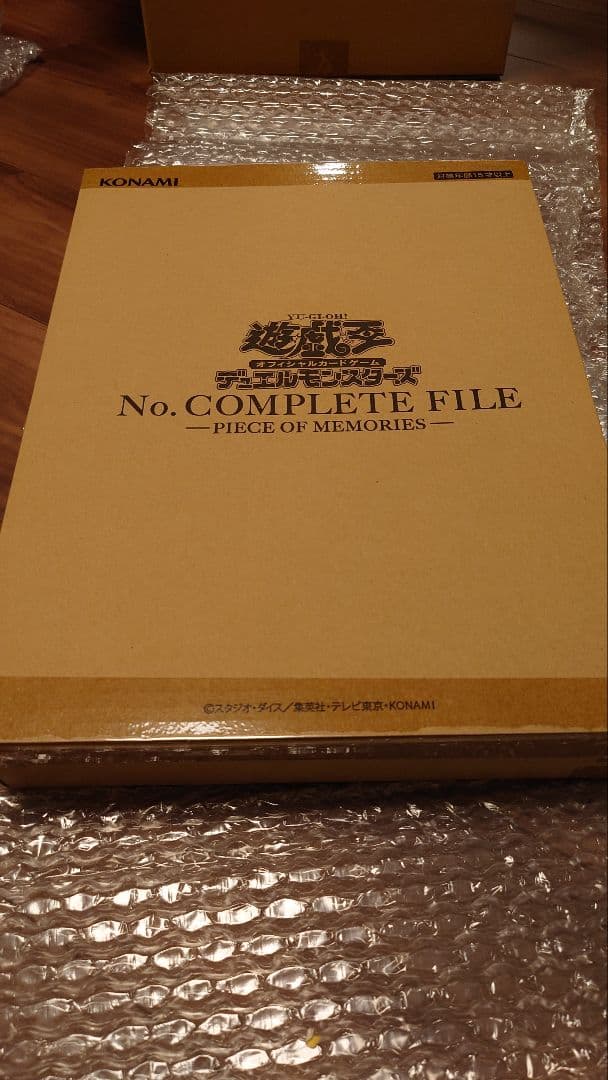 KONAMI
対象年齢15才以上
YU-GI-OH!
遊戯王
オフィシャルカードゲーム
デュエルモンスターズ
No. COMPLETE FILE
—PIECE OF MEMORIES—
©スタジオ・ダイス／集英社・テレビ東京・KONAMI